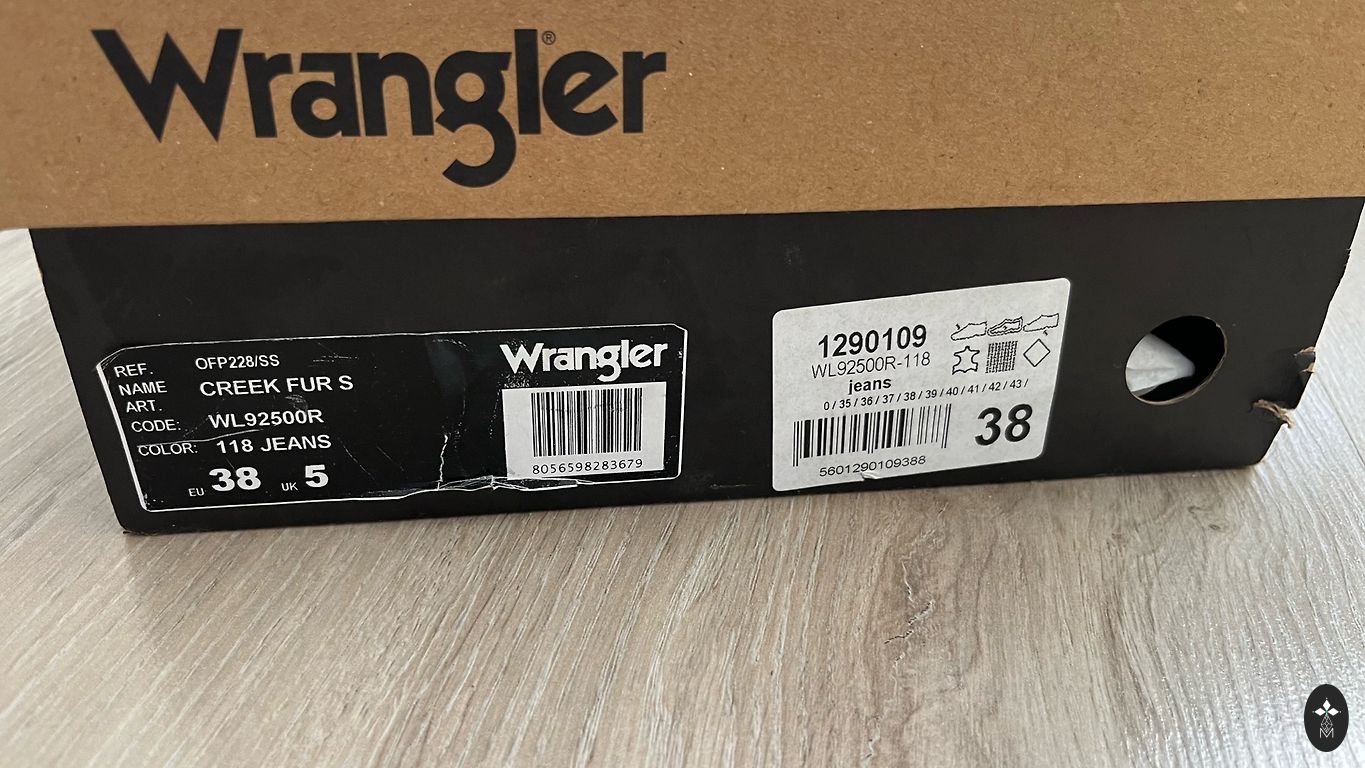 Wrangler®
REF. OFP228/SS
NAME CREEK FUR S
ART.
CODE: WL92500R
COLOR: 118 JEANS
EU 38 UK 5
Wrangler
8056598283679
1290109
WL92500R-118
jeans
0 / 35 / 36 / 37 / 38 / 39 / 40 / 41 / 42 / 43 /
38
5601290109388
M